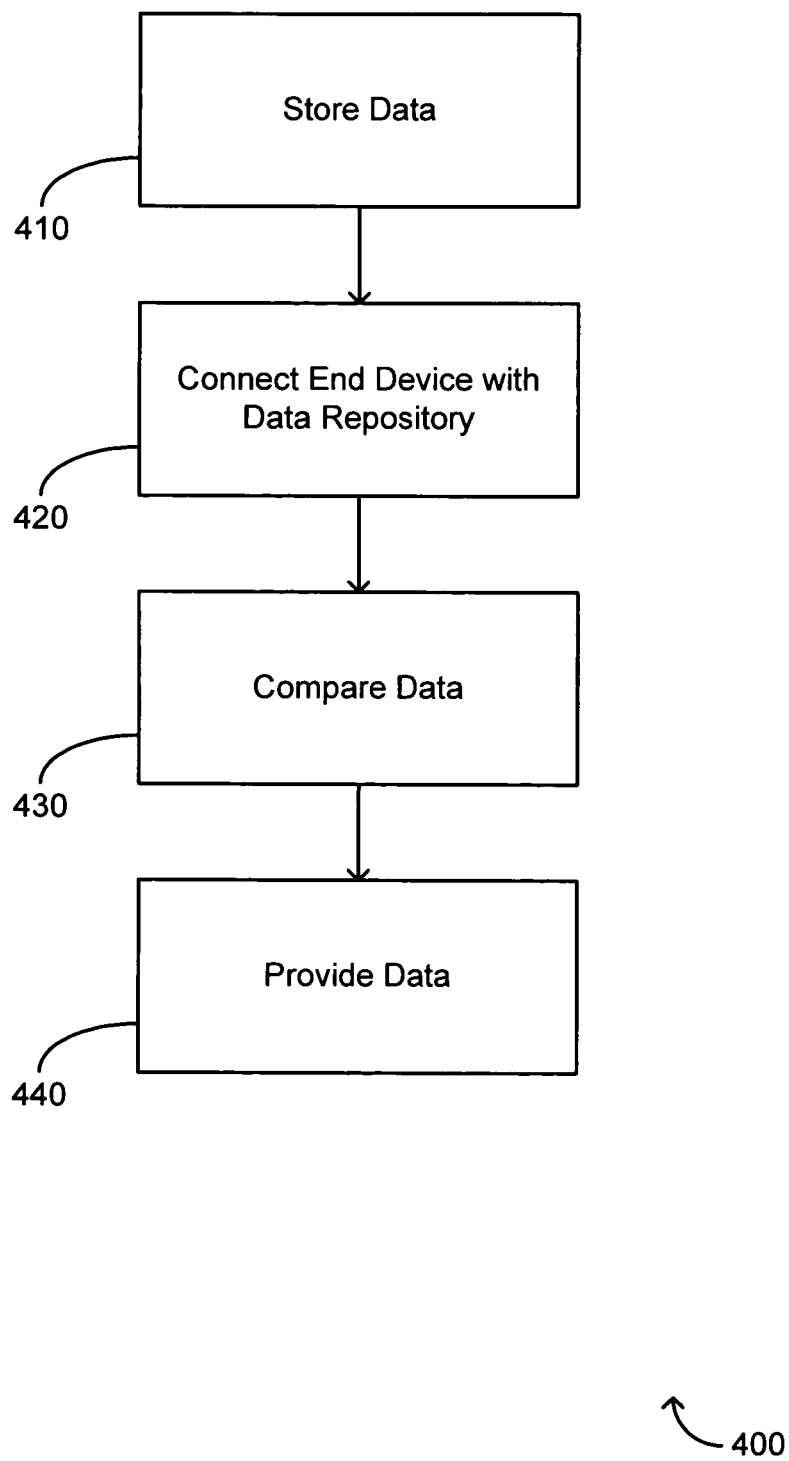 Store Data
410
Connect End Device with
Data Repository
420
Compare Data
430
Provide Data
440
400